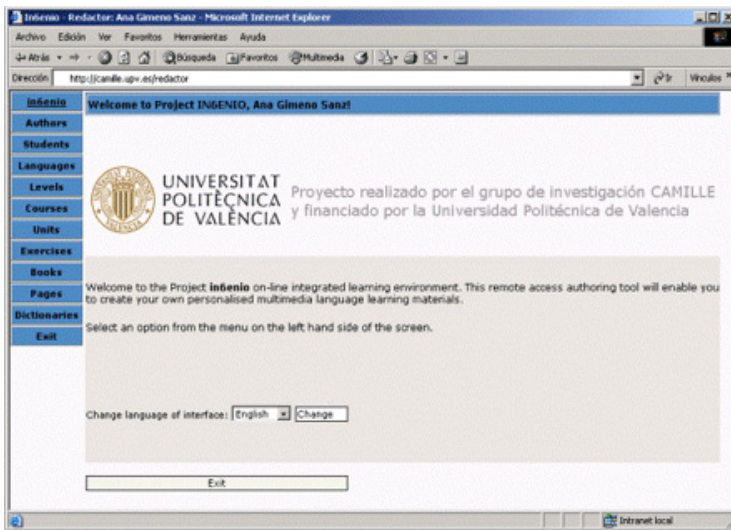 In6enio - Redactor: Ana Gimeno Sanz - Microsoft Internet Explorer
Archivo Edición Ver Favoritos Herramientas Ayuda
Atrás Búsqueda Favoritos Multimedia
Dirección http://camille.upv.es/redactor Ir Vínculos »
in6enio
Authors
Students
Languages
Levels
Courses
Units
Exercises
Books
Pages
Dictionaries
Exit
Welcome to Project IN6ENIO, Ana Gimeno Sanz!
UNIVERSITAT
POLITÈCNICA
DE VALÈNCIA
Proyecto realizado por el grupo de investigación CAMILLE
y financiado por la Universidad Politécnica de Valencia
Welcome to the Project in6enio on-line integrated learning environment. This remote access authoring tool will enable you
to create your own personalised multimedia language learning materials.
Select an option from the menu on the left hand side of the screen.
Change language of interface: English Change
Exit
Intranet local